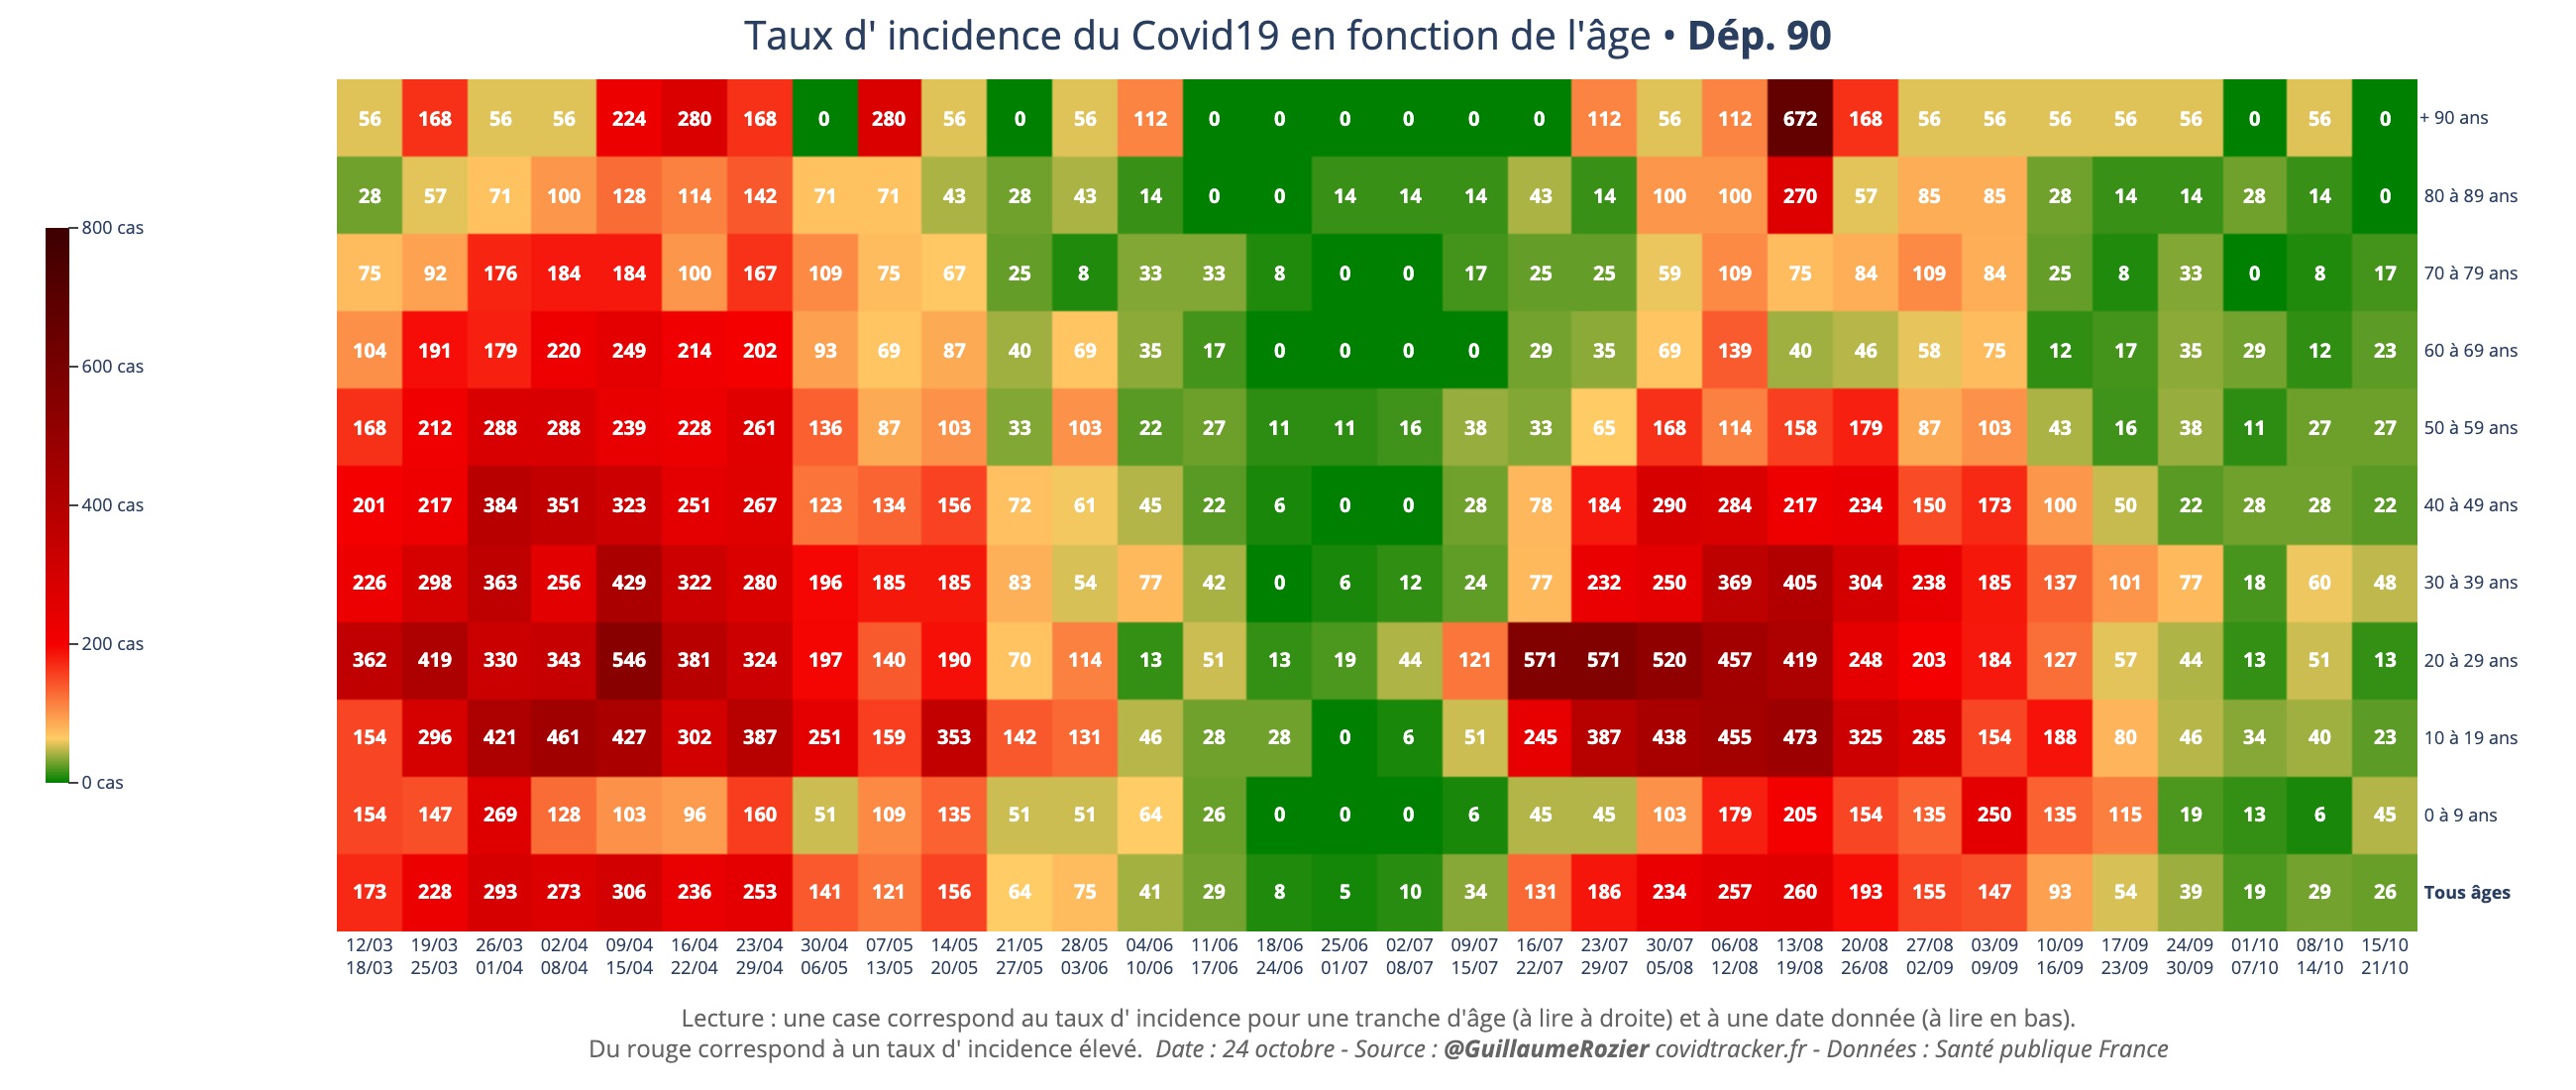 Taux d' incidence du Covid19 en fonction de l'âge • Dép. 90
56 168 56 56 224 280 168 0 280 56 0 56 112 0 0 0 0 0 0 112 56 112 672 168 56 56 56 56 56 0 56 0 + 90 ans
28 57 71 100 128 114 142 71 71 43 28 43 14 0 0 14 14 14 43 14 100 100 270 57 85 85 28 14 14 28 14 0 80 à 89 ans
800 cas
75 92 176 184 184 100 167 109 75 67 25 8 33 33 8 0 0 17 25 25 59 109 75 84 109 84 25 8 33 0 8 17 70 à 79 ans
104 191 179 220 249 214 202 93 69 87 40 69 35 17 0 0 0 0 29 35 69 139 40 46 58 75 12 17 35 29 12 23 60 à 69 ans
600 cas
168 212 288 288 239 228 261 136 87 103 33 103 22 27 11 11 16 38 33 65 168 114 158 179 87 103 43 16 38 11 27 27 50 à 59 ans
400 cas
201 217 384 351 323 251 267 123 134 156 72 61 45 22 6 0 0 28 78 184 290 284 217 234 150 173 100 50 22 28 28 22 40 à 49 ans
226 298 363 256 429 322 280 196 185 185 83 54 77 42 0 6 12 24 77 232 250 369 405 304 238 185 137 101 77 18 60 48 30 à 39 ans
200 cas
362 419 330 343 546 381 324 197 140 190 70 114 13 51 13 19 44 121 571 571 520 457 419 248 203 184 127 57 44 13 51 13 20 à 29 ans
154 296 421 461 427 302 387 251 159 353 142 131 46 28 28 0 6 51 245 387 438 455 473 325 285 154 188 80 46 34 40 23 10 à 19 ans
0 cas
154 147 269 128 103 96 160 51 109 135 51 51 64 26 0 0 0 6 45 45 103 179 205 154 135 250 135 115 19 13 6 45 0 à 9 ans
173 228 293 273 306 236 253 141 121 156 64 75 41 29 8 5 10 34 131 186 234 257 260 193 155 147 93 54 39 19 29 26 Tous âges
12/03 19/03 26/03 02/04 09/04 16/04 23/04 30/04 07/05 14/05 21/05 28/05 04/06 11/06 18/06 25/06 02/07 09/07 16/07 23/07 30/07 06/08 13/08 20/08 27/08 03/09 10/09 17/09 24/09 01/10 08/10 15/10
18/03 25/03 01/04 08/04 15/04 22/04 29/04 06/05 13/05 20/05 27/05 03/06 10/06 17/06 24/06 01/07 08/07 15/07 22/07 29/07 05/08 12/08 19/08 26/08 02/09 09/09 16/09 23/09 30/09 07/10 14/10 21/10
Lecture : une case correspond au taux d' incidence pour une tranche d'âge (à lire à droite) et à une date donnée (à lire en bas).
Du rouge correspond à un taux d' incidence élevé. Date : 24 octobre - Source : @GuillaumeRozier covidtracker.fr - Données : Santé publique France